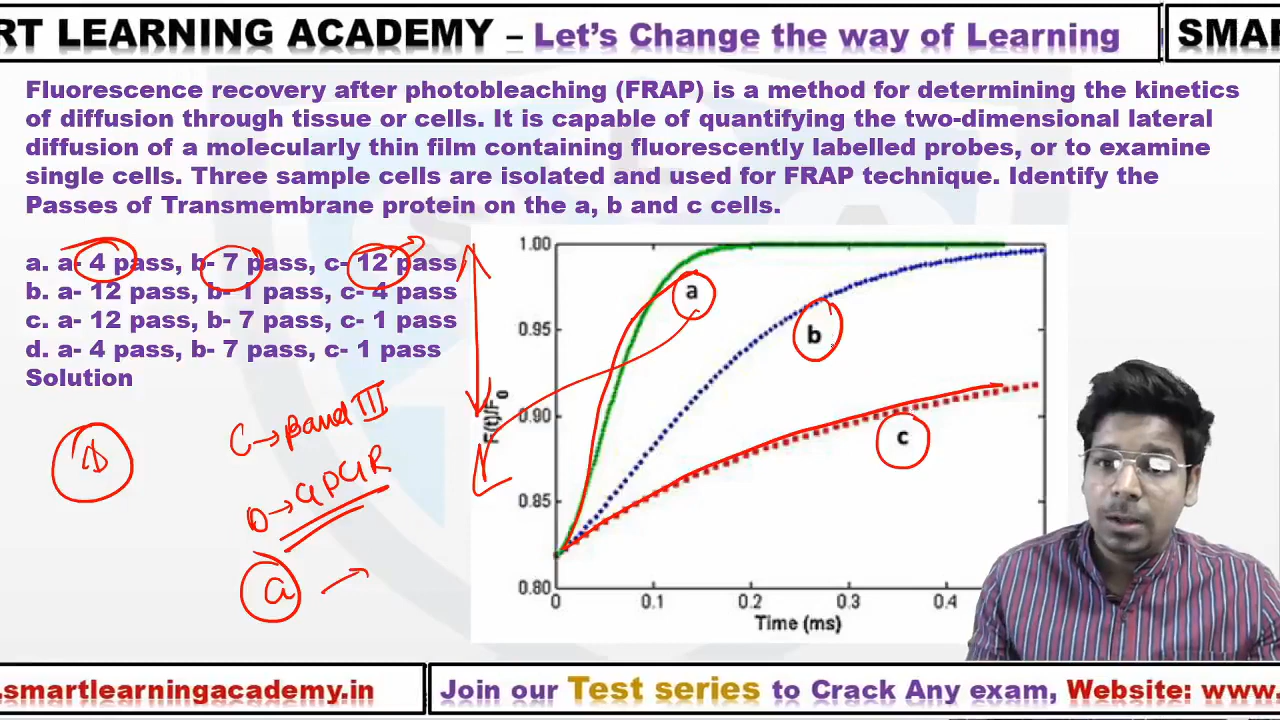 RT LEARNING ACADEMY – Let's Change the way of Learning
SMAR
Fluorescence recovery after photobleaching (FRAP) is a method for determining the kinetics
of diffusion through tissue or cells. It is capable of quantifying the two-dimensional lateral
diffusion of a molecularly thin film containing fluorescently labelled probes, or to examine
single cells. Three sample cells are isolated and used for FRAP technique. Identify the
Passes of Transmembrane protein on the a, b and c cells.
a. a- 4 pass, b- 7 pass, c- 12 pass
b. a- 12 pass, b- 1 pass, c- 4 pass
c. a- 12 pass, b- 7 pass, c- 1 pass
d. a- 4 pass, b- 7 pass, c- 1 pass
Solution
C → Band III
D → GPCR
a →
1.00
0.95
0.90
0.85
0.80
F(t)/F0
a
b
c
0 0.1 0.2 0.3 0.4
Time (ms)
.smartlearningacademy.in
Join our Test series to Crack Any exam, Website: www.